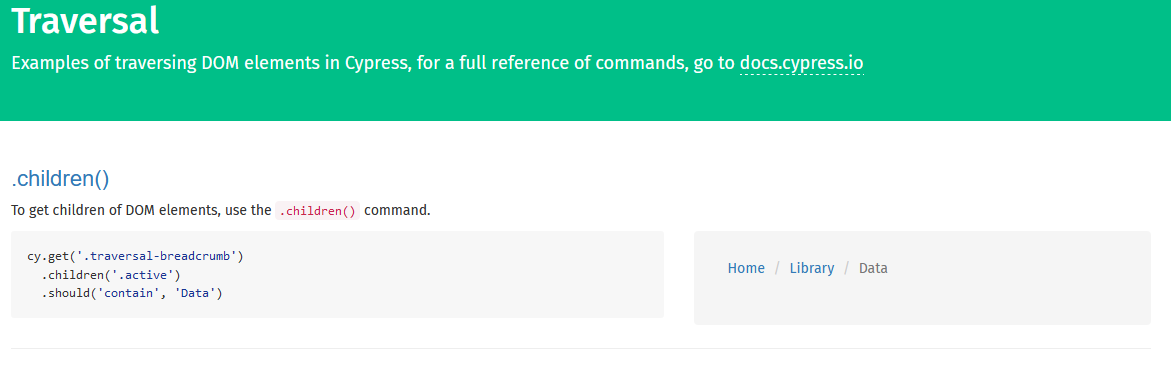 Traversal
Examples of traversing DOM elements in Cypress, for a full reference of commands, go to docs.cypress.io
.children()
To get children of DOM elements, use the .children() command.
cy.get('.traversal-breadcrumb')
  .children('.active')
  .should('contain', 'Data')
Home / Library / Data